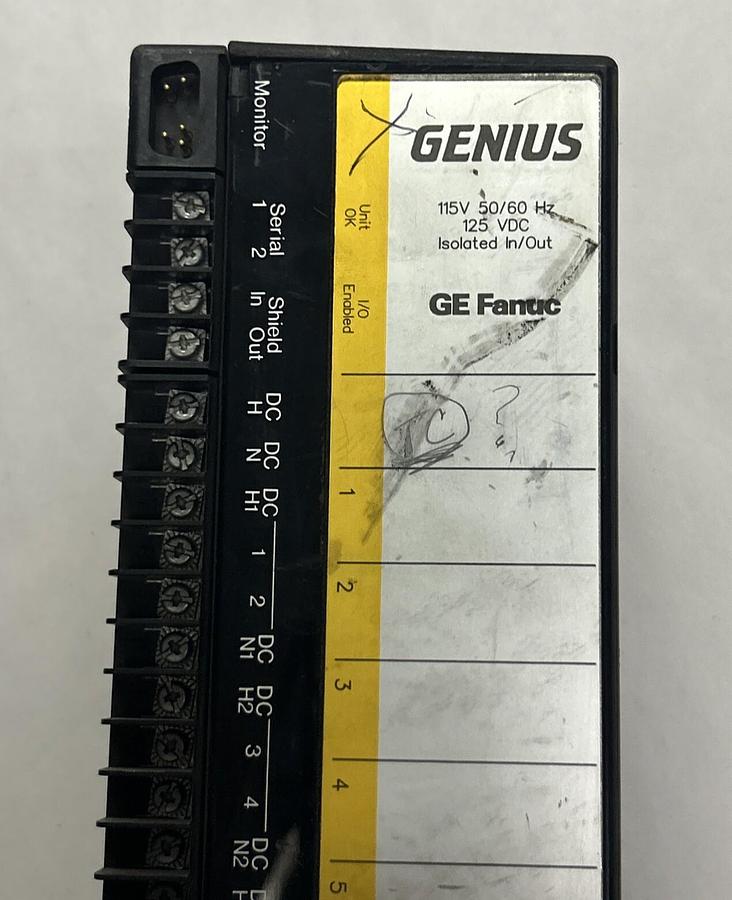 Monitor
Serial
1 2
Shield
In Out
DC
H
DC
N
DC
H1
1
2
DC
N1
DC
H2
3
4
DC
N2
X
GENIUS
115V 50/60 Hz
125 VDC
Isolated In/Out
GE Fanuc
Unit
OK
I/O
Enabled
1
2
3
4
5